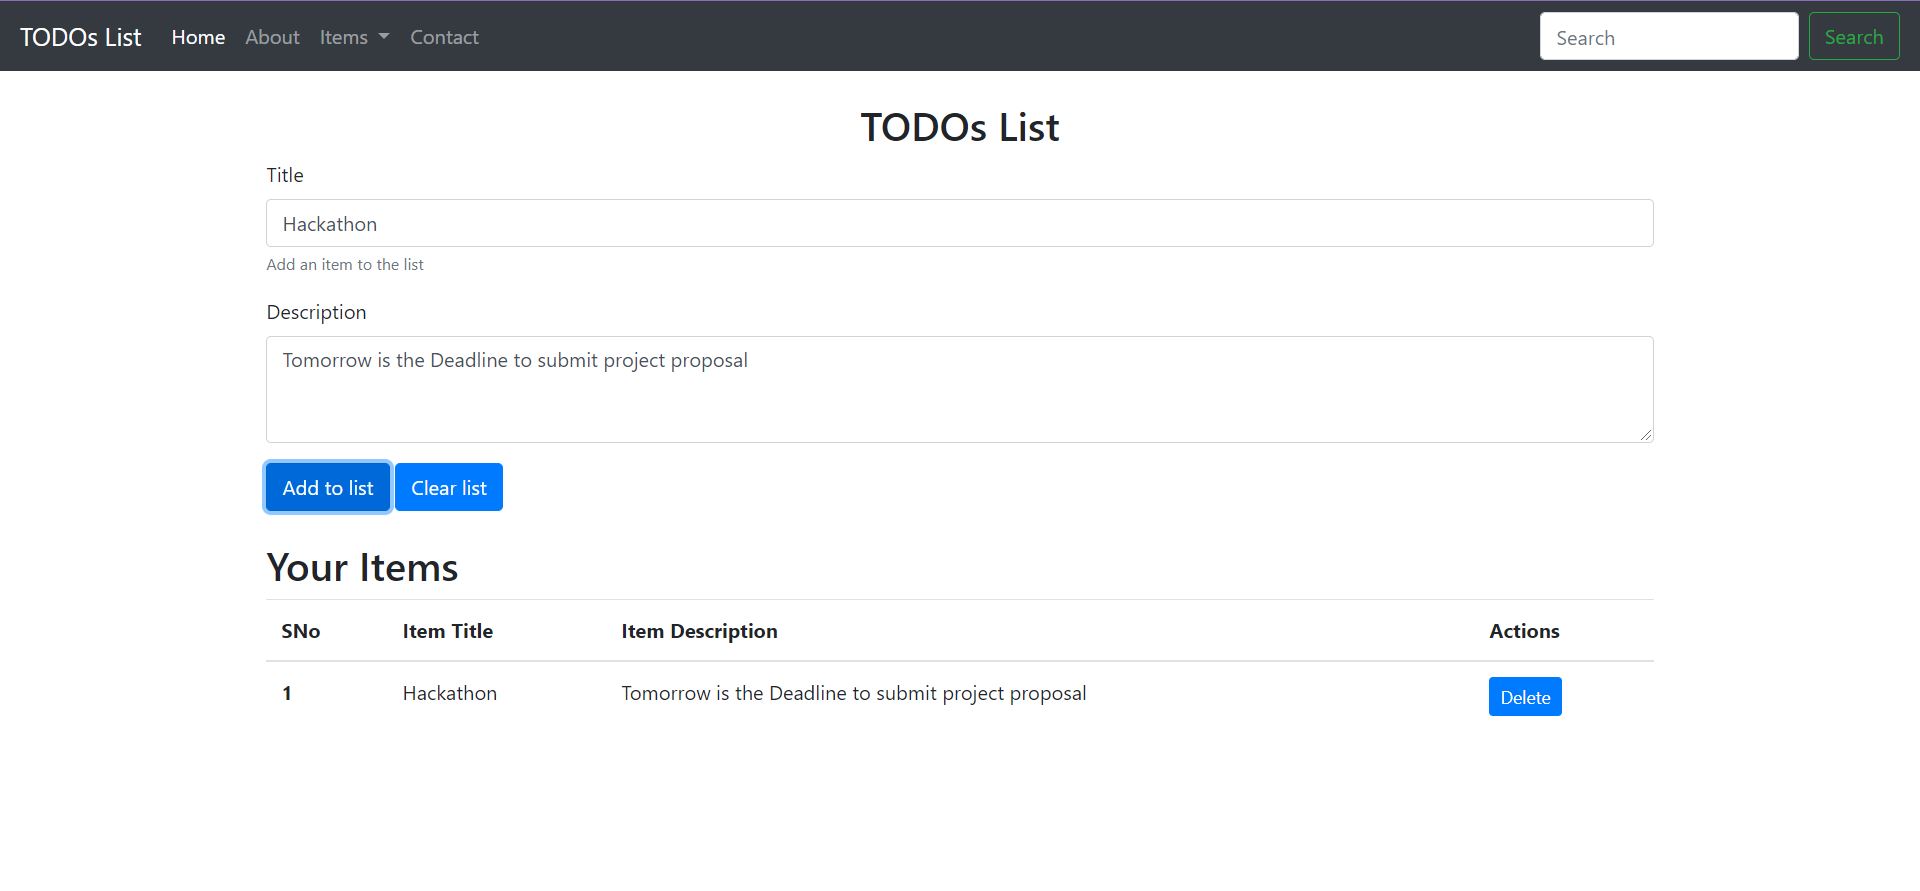 TODOs List Home About Items Contact Search Search
TODOs List
Title
Hackathon
Add an item to the list
Description
Tomorrow is the Deadline to submit project proposal
Add to list Clear list
Your Items
SNo Item Title Item Description Actions
1 Hackathon Tomorrow is the Deadline to submit project proposal Delete